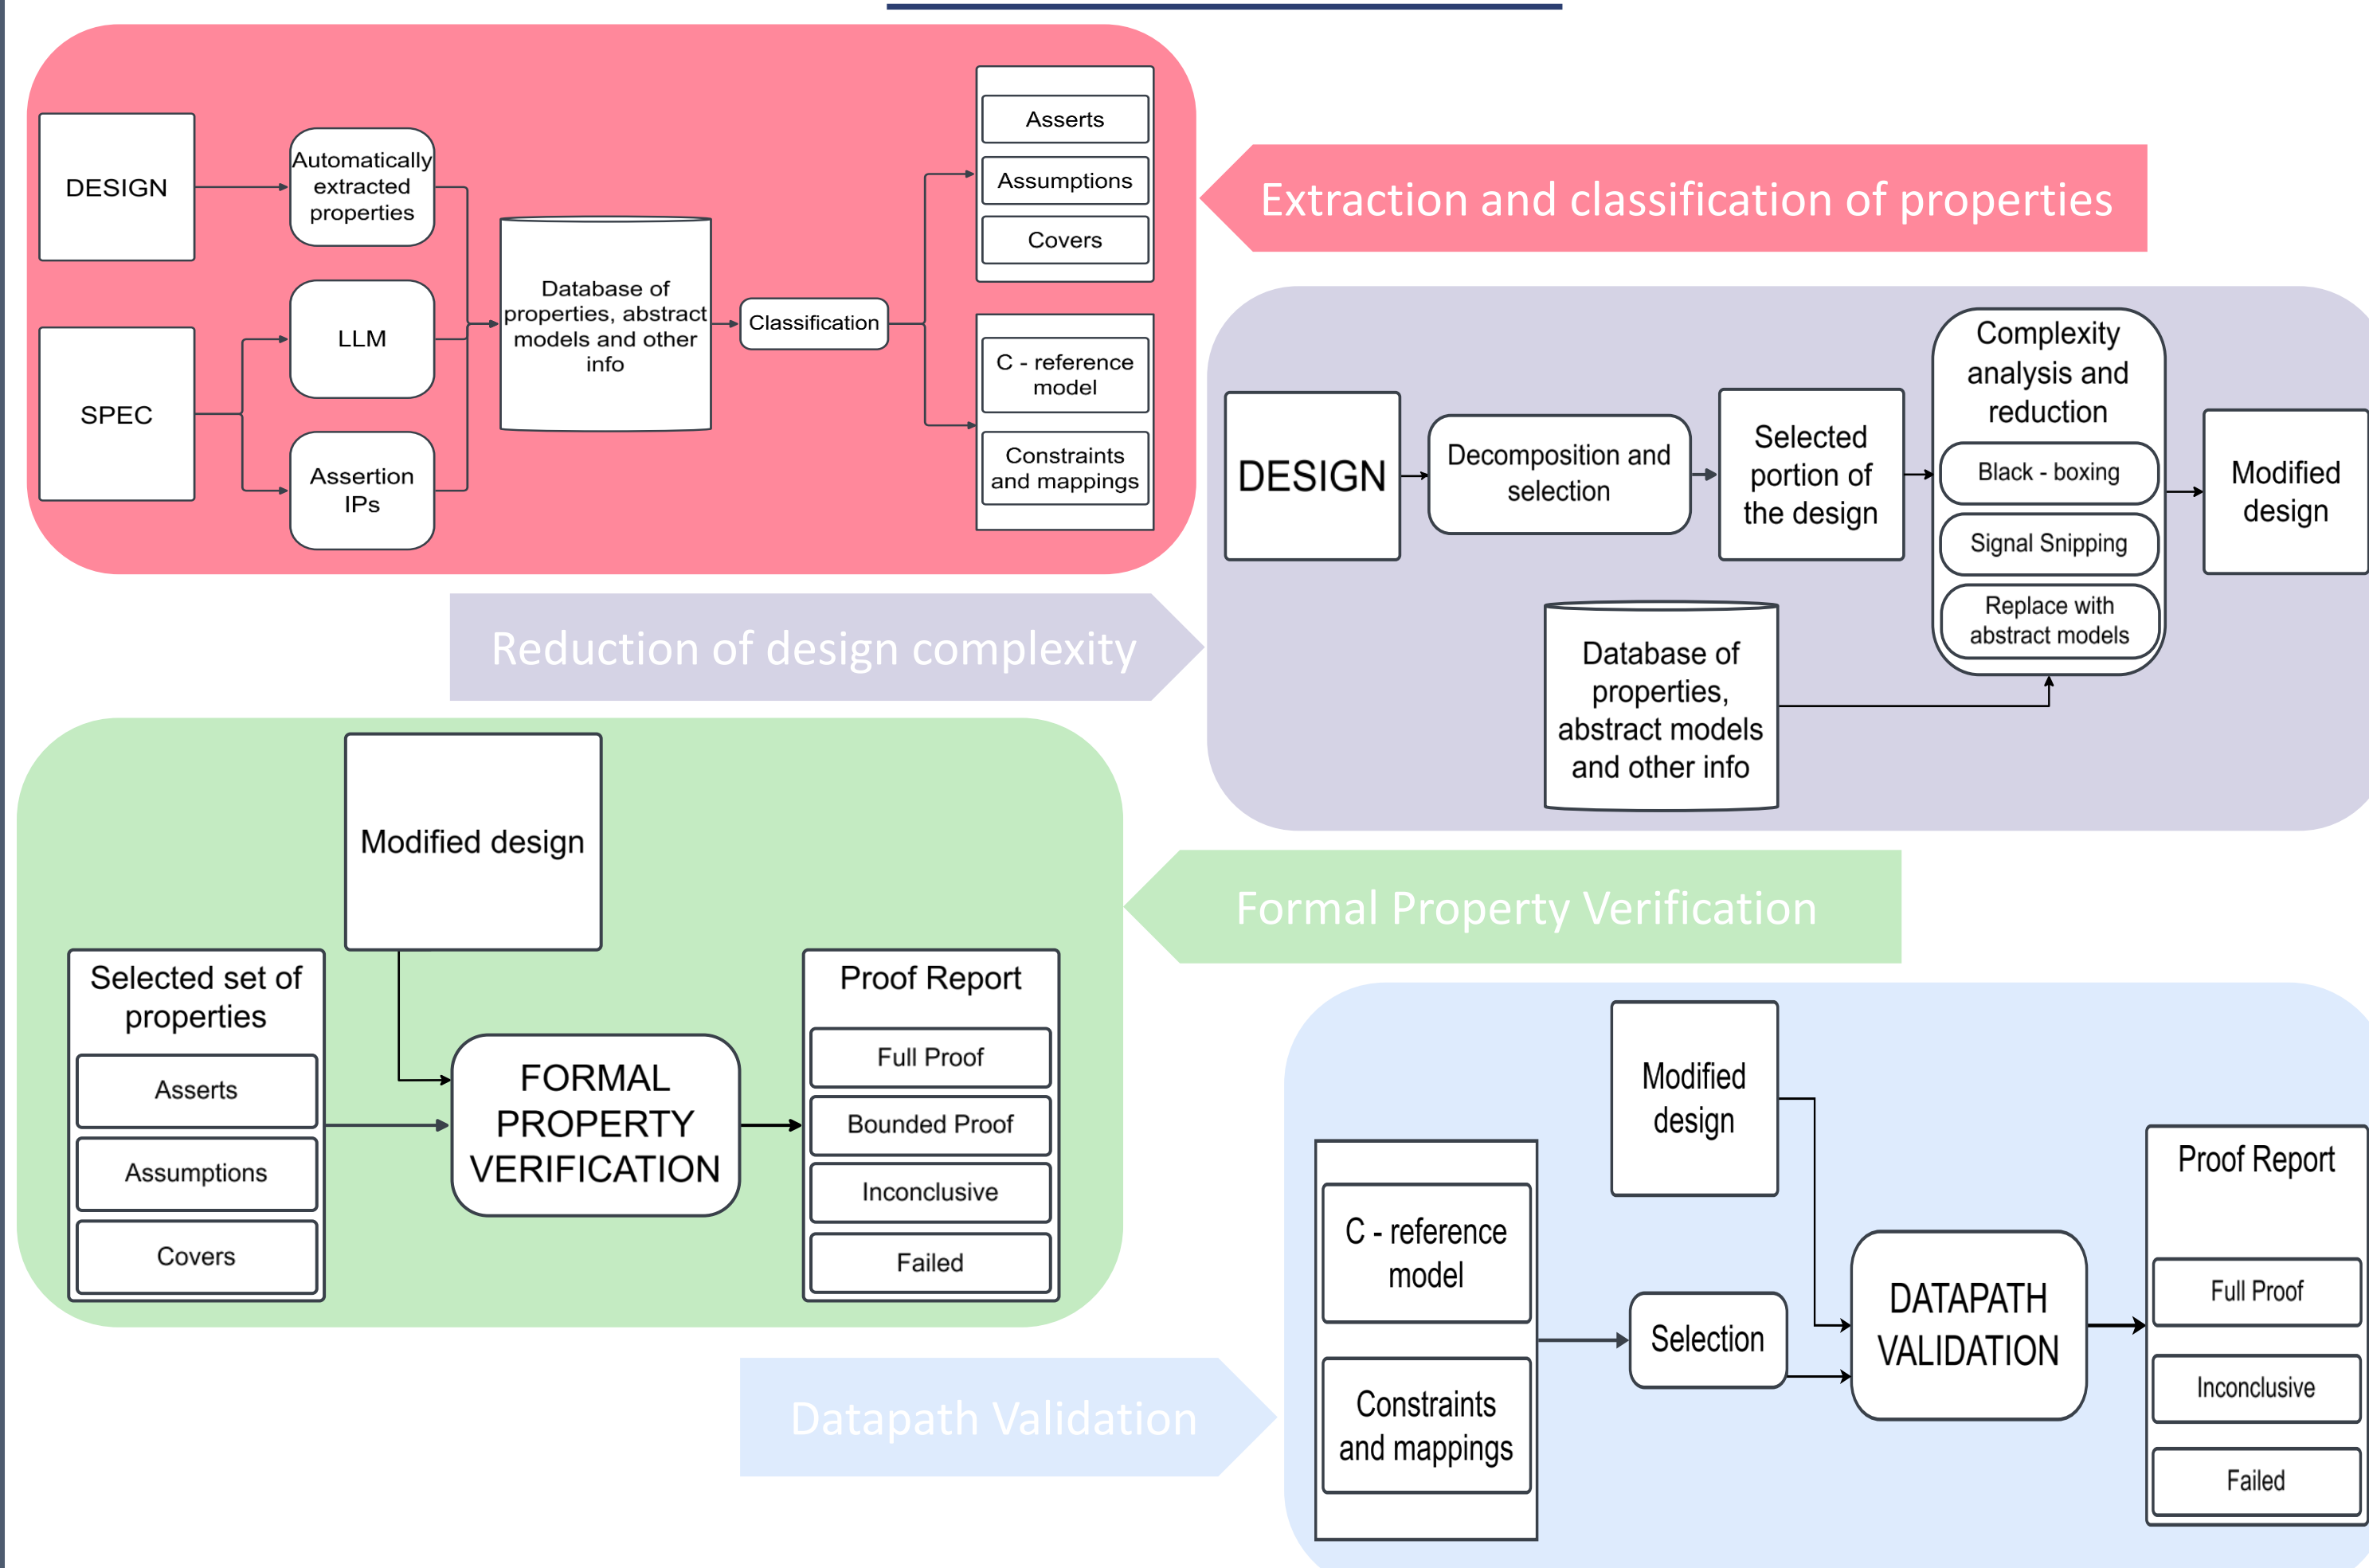 DESIGN
SPEC
Automatically
extracted
properties
LLM
Assertion
IPs
Database of
properties, abstract
models and other
info
Classification
Asserts
Assumptions
Covers
C - reference
model
Constraints
and mappings
Extraction and classification of properties
Reduction of design complexity
DESIGN
Decomposition and
selection
Selected
portion of
the design
Complexity
analysis and
reduction
Black - boxing
Signal Snipping
Replace with
abstract models
Modified
design
Database of
properties,
abstract models
and other info
Formal Property Verification
Modified design
Selected set of
properties
Asserts
Assumptions
Covers
FORMAL
PROPERTY
VERIFICATION
Proof Report
Full Proof
Bounded Proof
Inconclusive
Failed
Datapath Validation
C - reference
model
Constraints
and mappings
Modified
design
Selection
DATAPATH
VALIDATION
Proof Report
Full Proof
Inconclusive
Failed